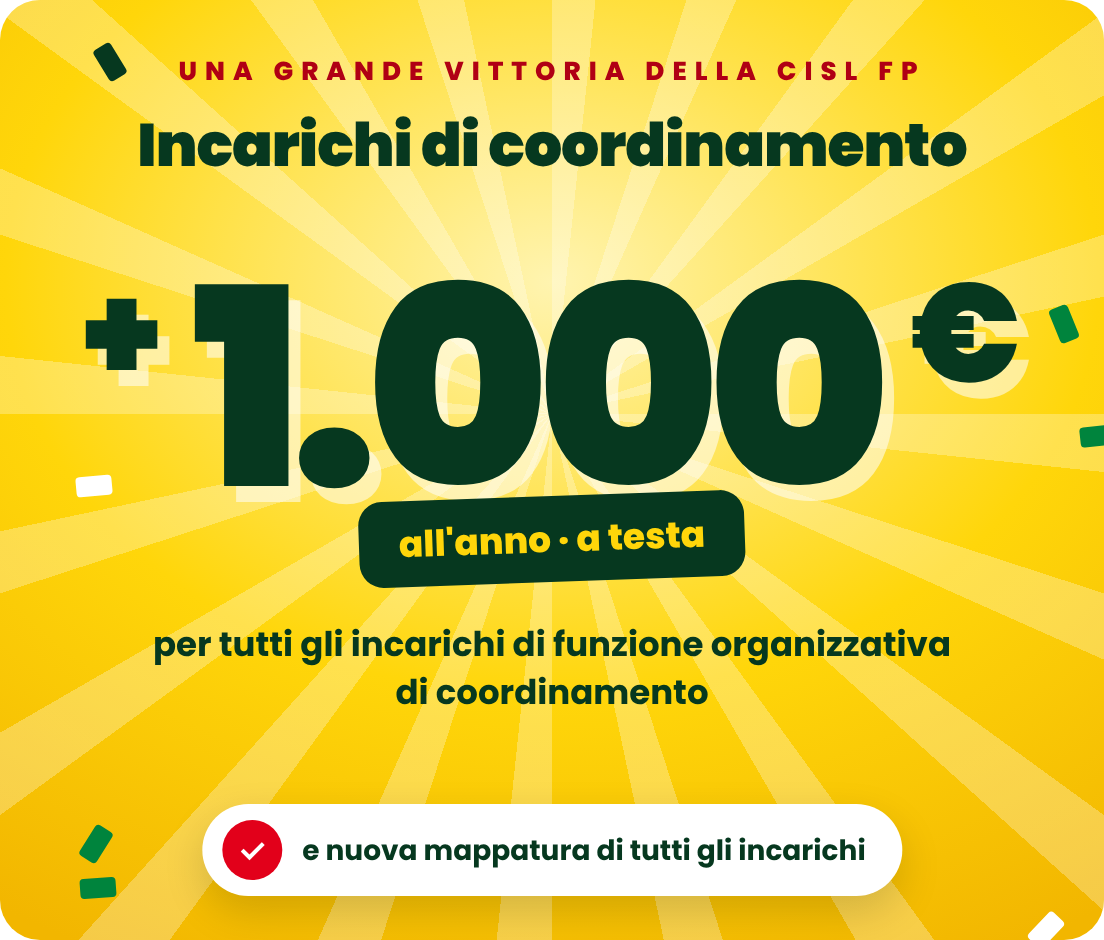 UNA GRANDE VITTORIA DELLA CISL FP
Incarichi di coordinamento
+1.000€
all'anno · a testa
per tutti gli incarichi di funzione organizzativa
di coordinamento
e nuova mappatura di tutti gli incarichi